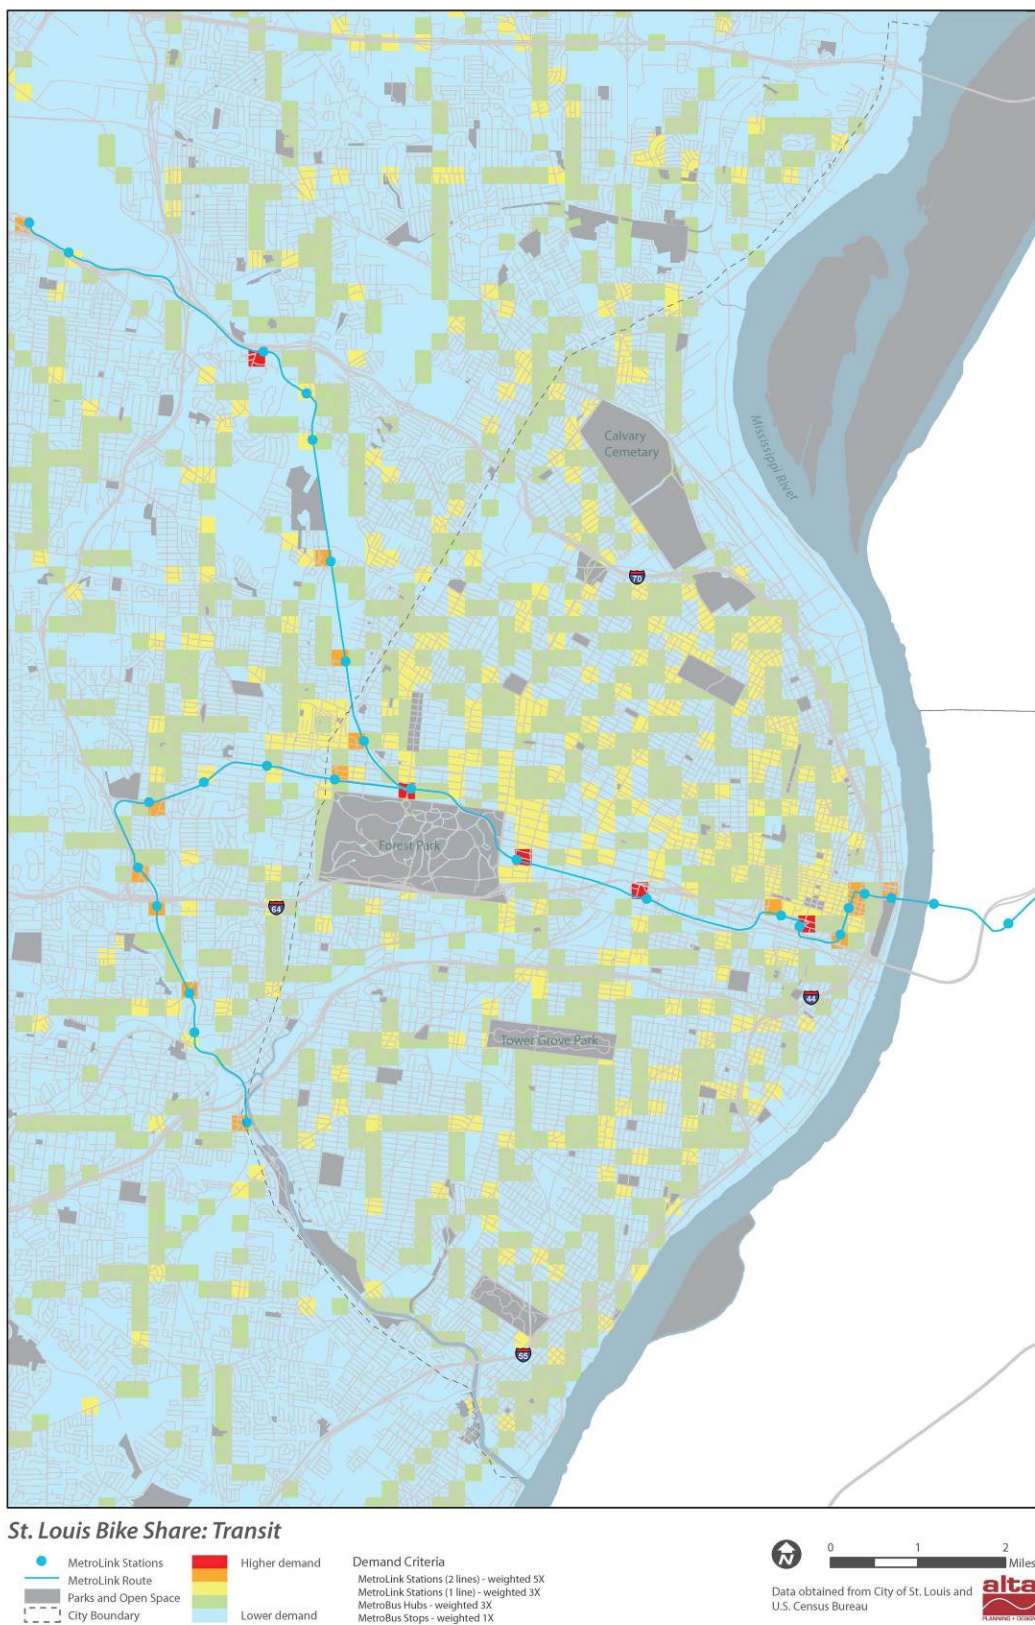 Calvary
Cemetary
Mississippi River
70
Forest Park
64
44
Tower Grove Park
55
St. Louis Bike Share: Transit
MetroLink Stations
MetroLink Route
Parks and Open Space
City Boundary
Higher demand
Lower demand
Demand Criteria
MetroLink Stations (2 lines) - weighted 5X
MetroLink Stations (1 line) - weighted 3X
MetroBus Hubs - weighted 3X
MetroBus Stops - weighted 1X
N
0 1 2
Miles
Data obtained from City of St. Louis and
U.S. Census Bureau
alta
PLANNING + DESIGN